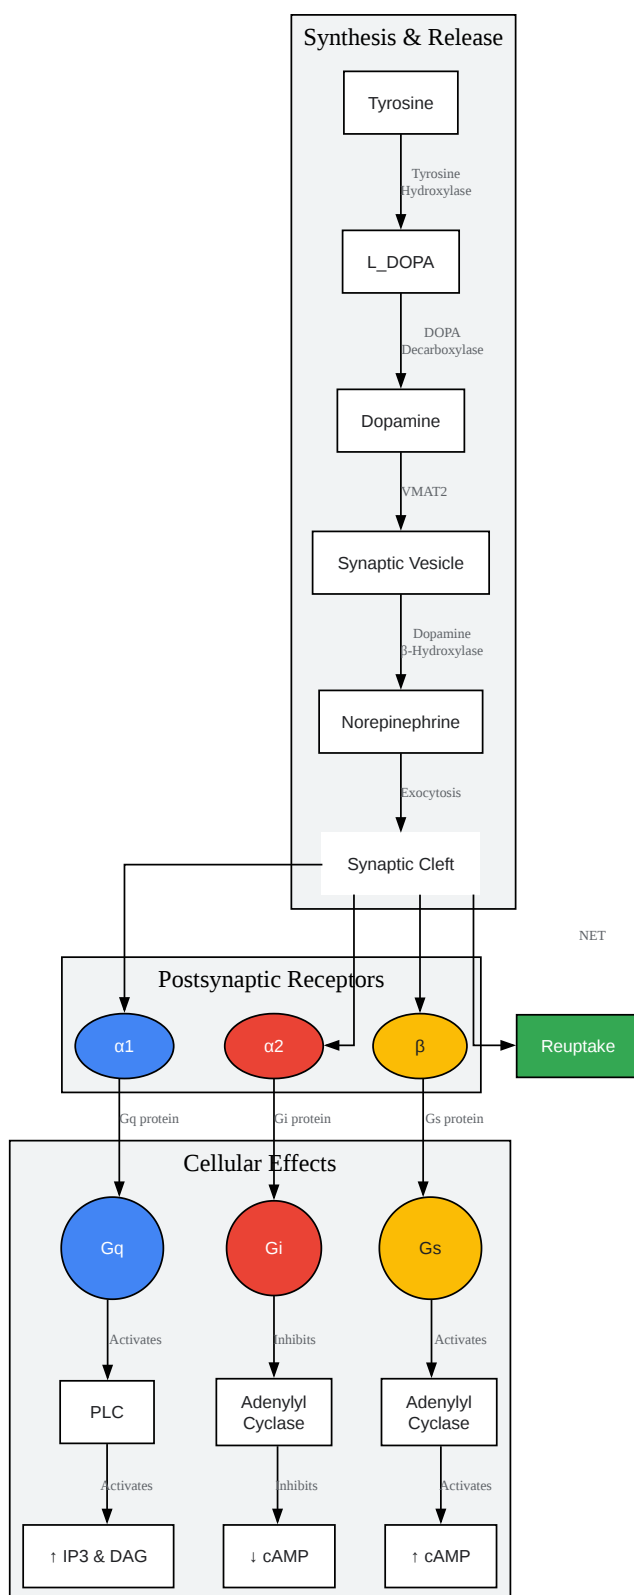 Synthesis & Release
Tyrosine
Tyrosine
Hydroxylase
L_DOPA
DOPA
Decarboxylase
Dopamine
VMAT2
Synaptic Vesicle
Dopamine
β-Hydroxylase
Norepinephrine
Exocytosis
Synaptic Cleft
NET
Postsynaptic Receptors
α1
α2
β
Reuptake
Gq protein
Gi protein
Gs protein
Cellular Effects
Gq
Gi
Gs
Activates
Inhibits
Activates
PLC
Adenylyl
Cyclase
Adenylyl
Cyclase
Activates
Inhibits
Activates
↑ IP3 & DAG
↓ cAMP
↑ cAMP